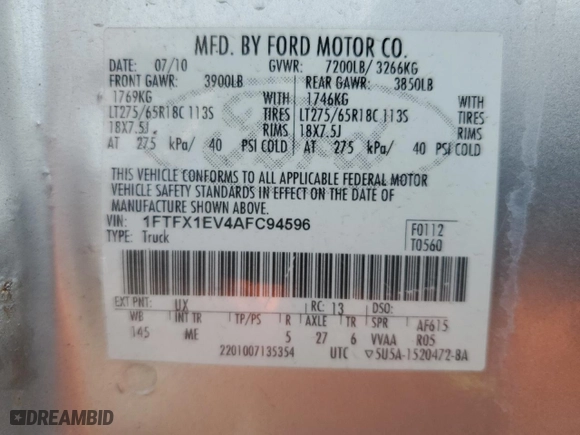 MFD. BY FORD MOTOR CO.
DATE: 07/10 GVWR: 7200LB/ 3266KG
FRONT GAWR: 3900LB REAR GAWR: 3850LB
1769KG WITH 1746KG WITH
LT275/65R18C 113S TIRES LT275/65R18C 113S TIRES
18X7.5J RIMS 18X7.5J RIMS
AT 275 kPa/ 40 PSI COLD AT 275 kPa/ 40 PSI COLD
THIS VEHICLE CONFORMS TO ALL APPLICABLE FEDERAL MOTOR
VEHICLE SAFETY STANDARDS IN EFFECT ON THE DATE OF
MANUFACTURE SHOWN ABOVE.
VIN: 1FTFX1EV4AFC94596 F0112
TYPE: Truck T0560
EXT PNT: UX RC: 13 DSO:
WB INT TR TP/PS R AXLE TR SPR AF615
145 ME 5 27 6 VVAA R05
2201007135354 UTC ▽5U5A-1520472-BA
Ford
DREAMBID